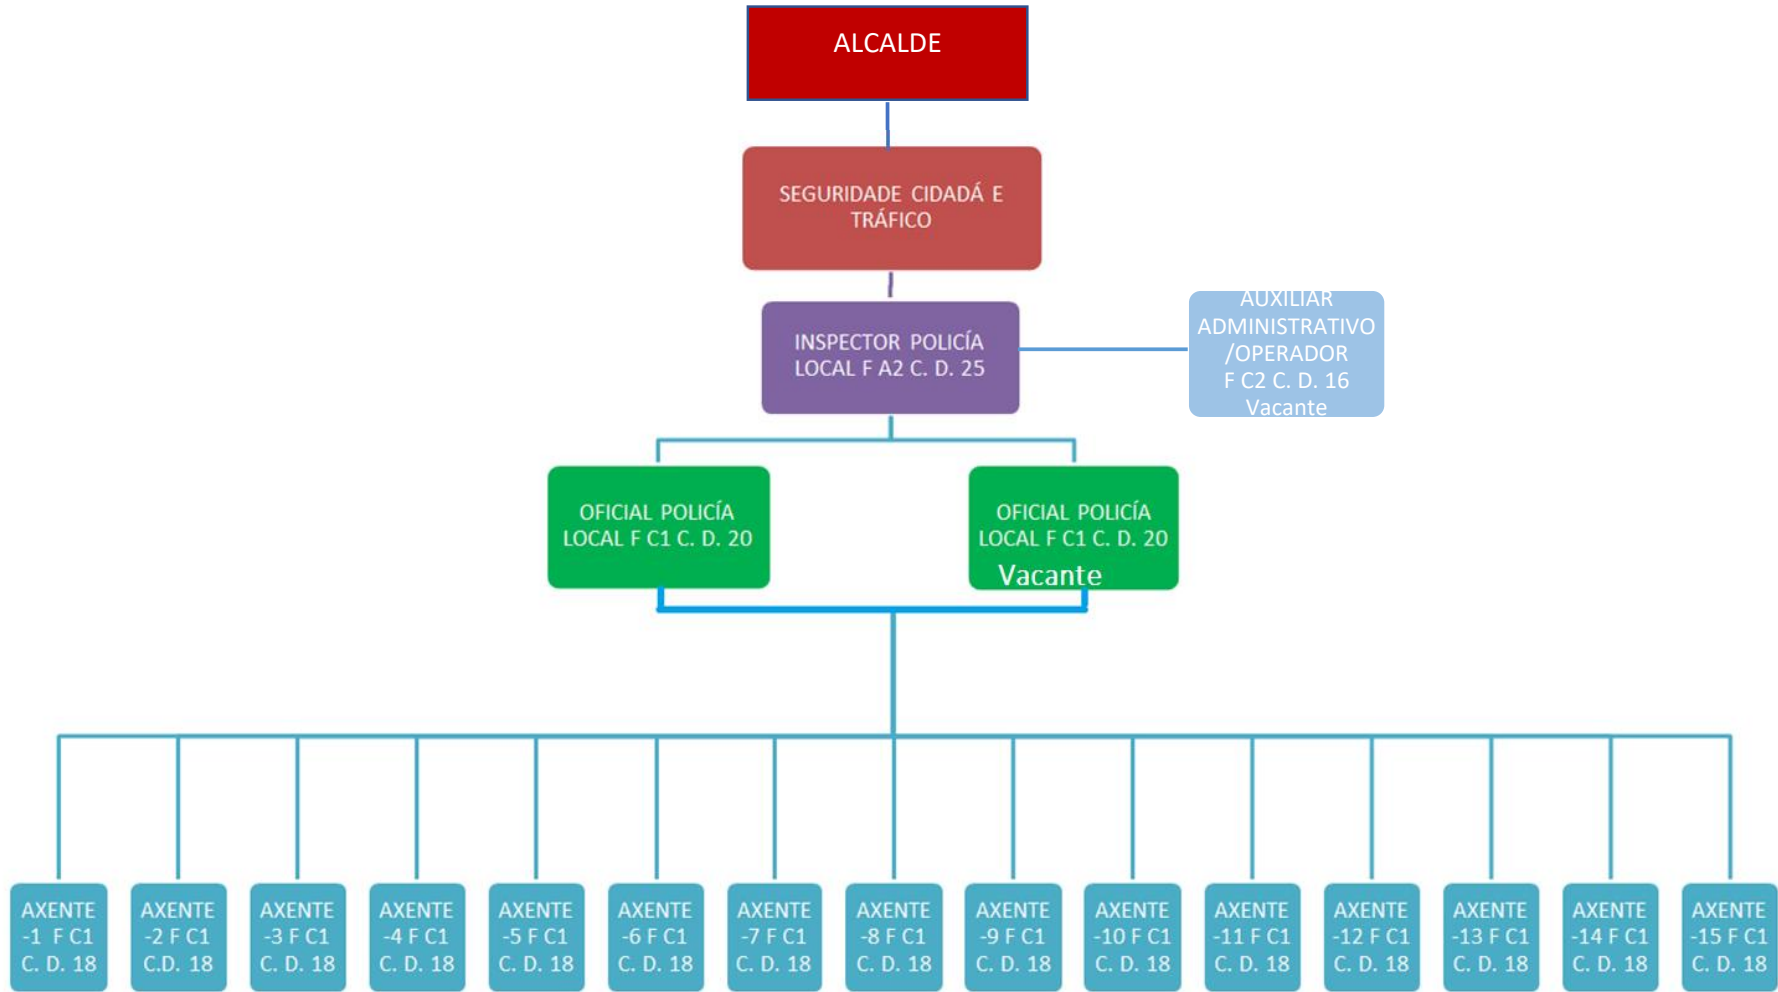 ALCALDE
SEGURIDADE CIDADÁ E
TRÁFICO
INSPECTOR POLICÍA
LOCAL F A2 C. D. 25
AUXILIAR
ADMINISTRATIVO
/OPERADOR
F C2 C. D. 16
Vacante
OFICIAL POLICÍA
LOCAL F C1 C. D. 20
OFICIAL POLICÍA
LOCAL F C1 C. D. 20
Vacante
AXENTE
-1 F C1
C. D. 18
AXENTE
-2 F C1
C.D. 18
AXENTE
-3 F C1
C. D. 18
AXENTE
-4 F C1
C. D. 18
AXENTE
-5 F C1
C. D. 18
AXENTE
-6 F C1
C. D. 18
AXENTE
-7 F C1
C. D. 18
AXENTE
-8 F C1
C. D. 18
AXENTE
-9 F C1
C. D. 18
AXENTE
-10 F C1
C. D. 18
AXENTE
-11 F C1
C. D. 18
AXENTE
-12 F C1
C. D. 18
AXENTE
-13 F C1
C. D. 18
AXENTE
-14 F C1
C. D. 18
AXENTE
-15 F C1
C. D. 18